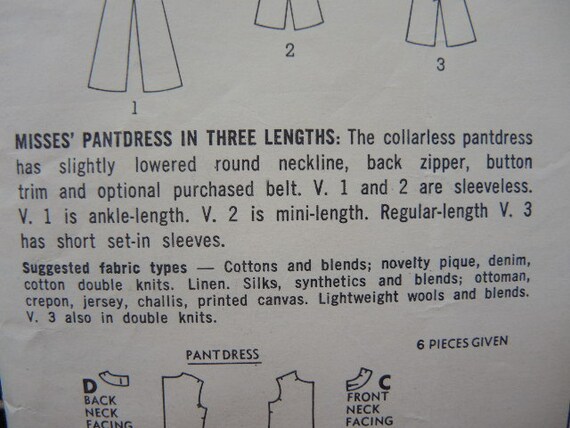 1
2
3
MISSES' PANTDRESS IN THREE LENGTHS: The collarless pantdress
has slightly lowered round neckline, back zipper, button
trim and optional purchased belt. V. 1 and 2 are sleeveless.
V. 1 is ankle-length. V. 2 is mini-length. Regular-length V. 3
has short set-in sleeves.
Suggested fabric types — Cottons and blends; novelty pique, denim,
cotton double knits. Linen. Silks, synthetics and blends; ottoman,
crepon, jersey, challis, printed canvas. Lightweight wools and blends.
V. 3 also in double knits.
6 PIECES GIVEN
PANTDRESS
D
BACK
NECK
FACING
C
FRONT
NECK
FACING